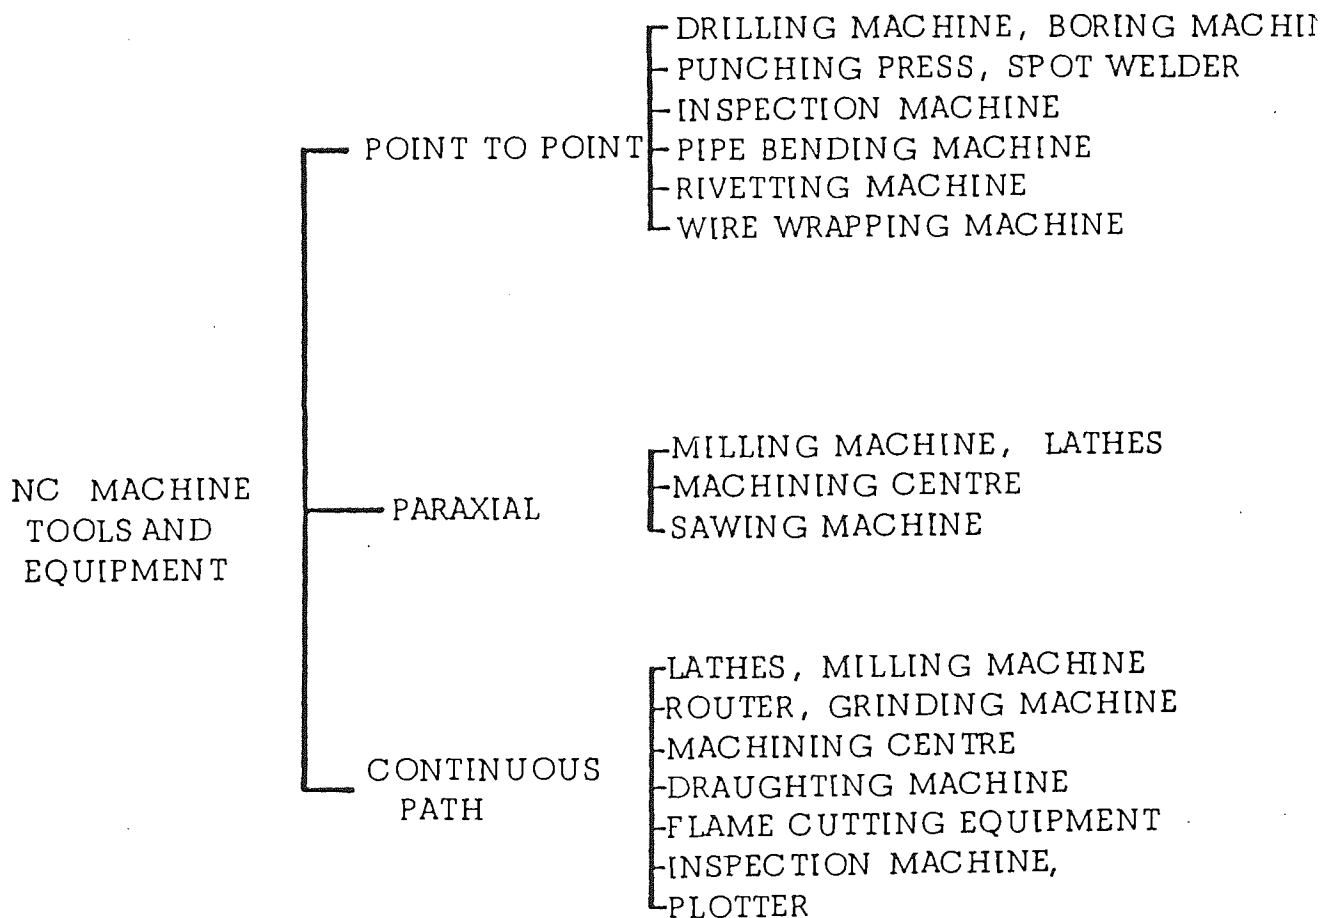 DRILLING MACHINE, BORING
PUNCHING PRESS, SPOT WELDER
INSPECTION MACHINE
POINT TO POINT
PIPE BENDING MACHINE
RIVETTING MACHINE
WIRE WRAPPING MACHINE
NC MACHINE
TOOLS AND
EQUIPMENT
PARAXIAL
MILLING MACHINE, LATHES
MACHINING CENTRE
SAWING MACHINE
CONTINUOUS
PATH
LATHES, MILLING MACHINE
ROUTER, GRINDING MACHINE
MACHINING CENTRE
DRAUGHTING MACHINE
FLAME CUTTING EQUIPMENT
INSPECTION MACHINE,
PLOTTER